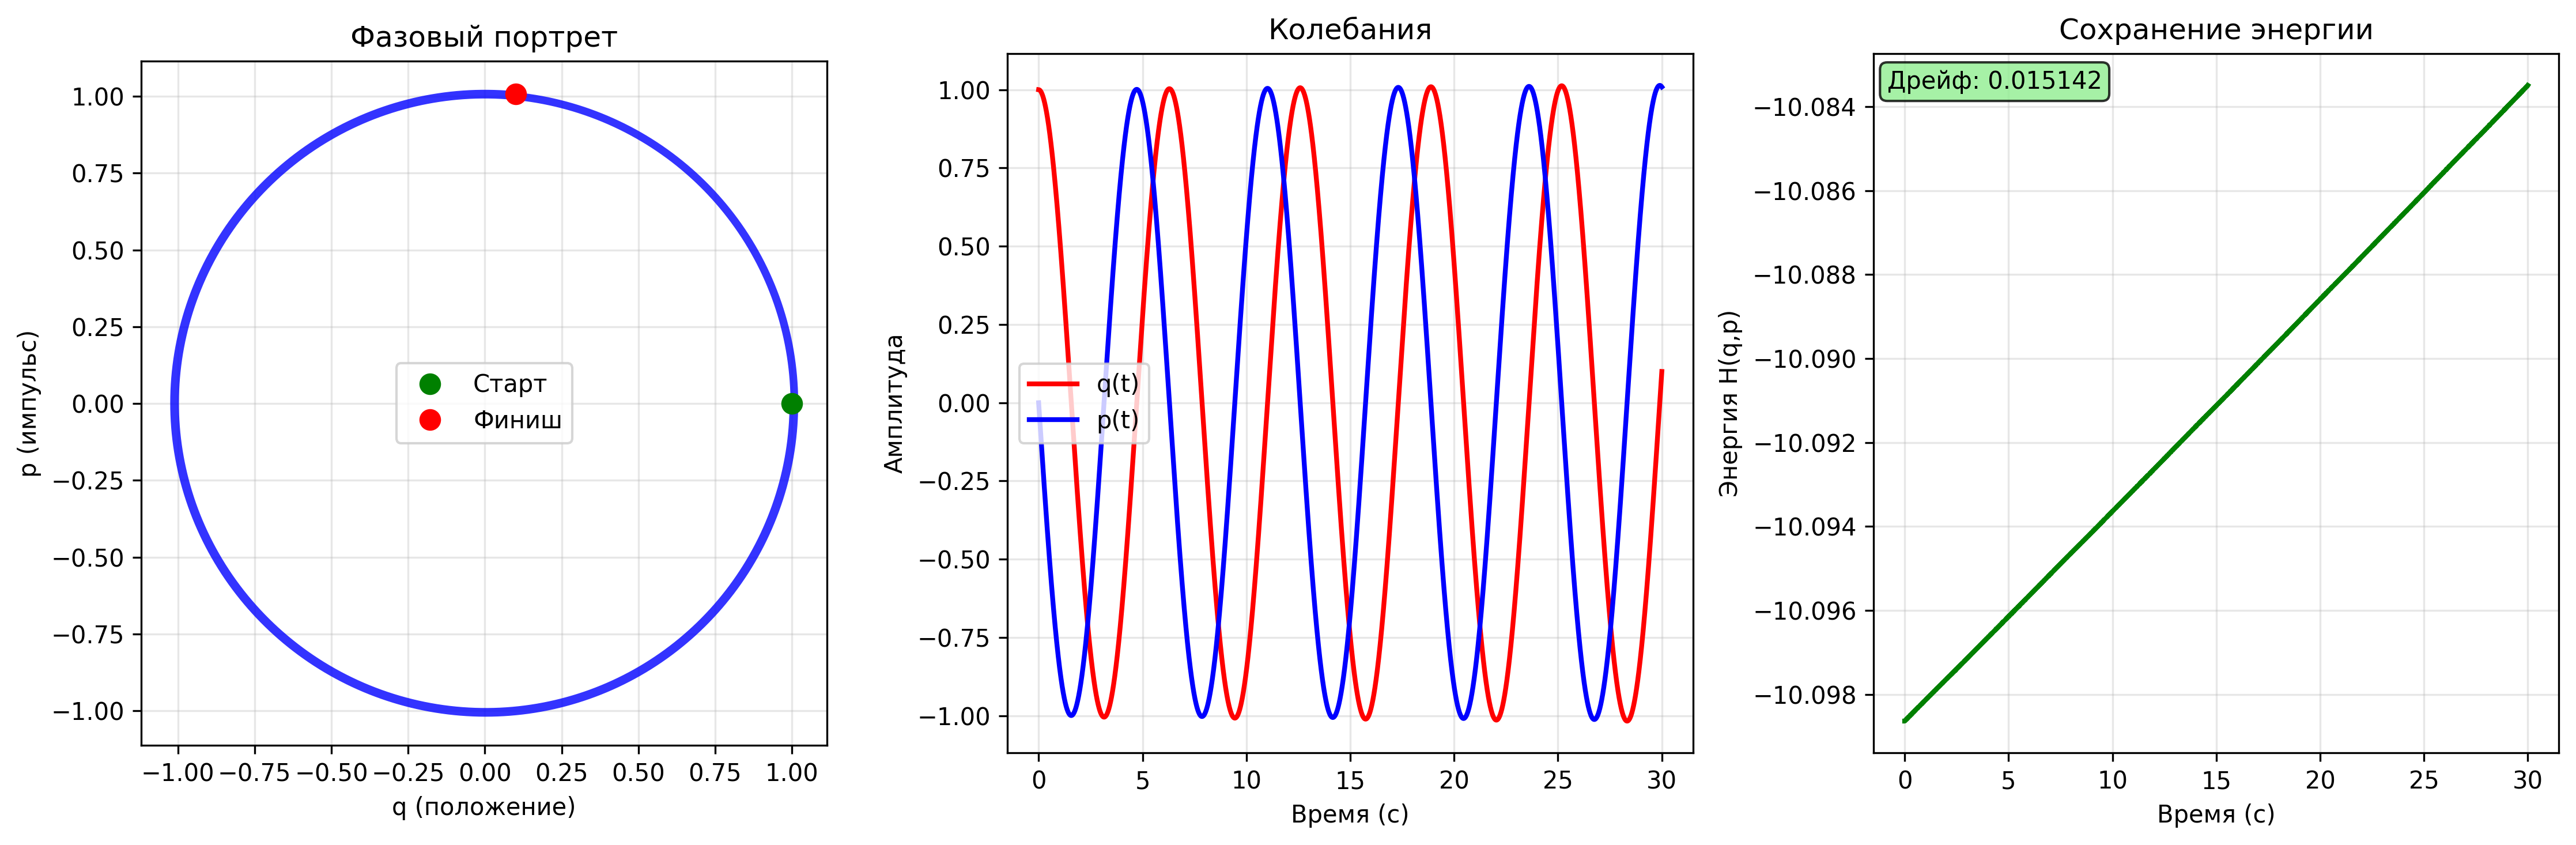 Фазовый портрет
p (импульс)
1.00
0.75
0.50
0.25
0.00
−0.25
−0.50
−0.75
−1.00
Старт
Финиш
−1.00 −0.75 −0.50 −0.25 0.00 0.25 0.50 0.75 1.00
q (положение)
Колебания
Амплитуда
1.00
0.75
0.50
0.25
0.00
−0.25
−0.50
−0.75
−1.00
q(t)
p(t)
0 5 10 15 20 25 30
Время (с)
Сохранение энергии
Энергия H(q,p)
Дрейф: 0.015142
−10.084
−10.086
−10.088
−10.090
−10.092
−10.094
−10.096
−10.098
0 5 10 15 20 25 30
Время (с)